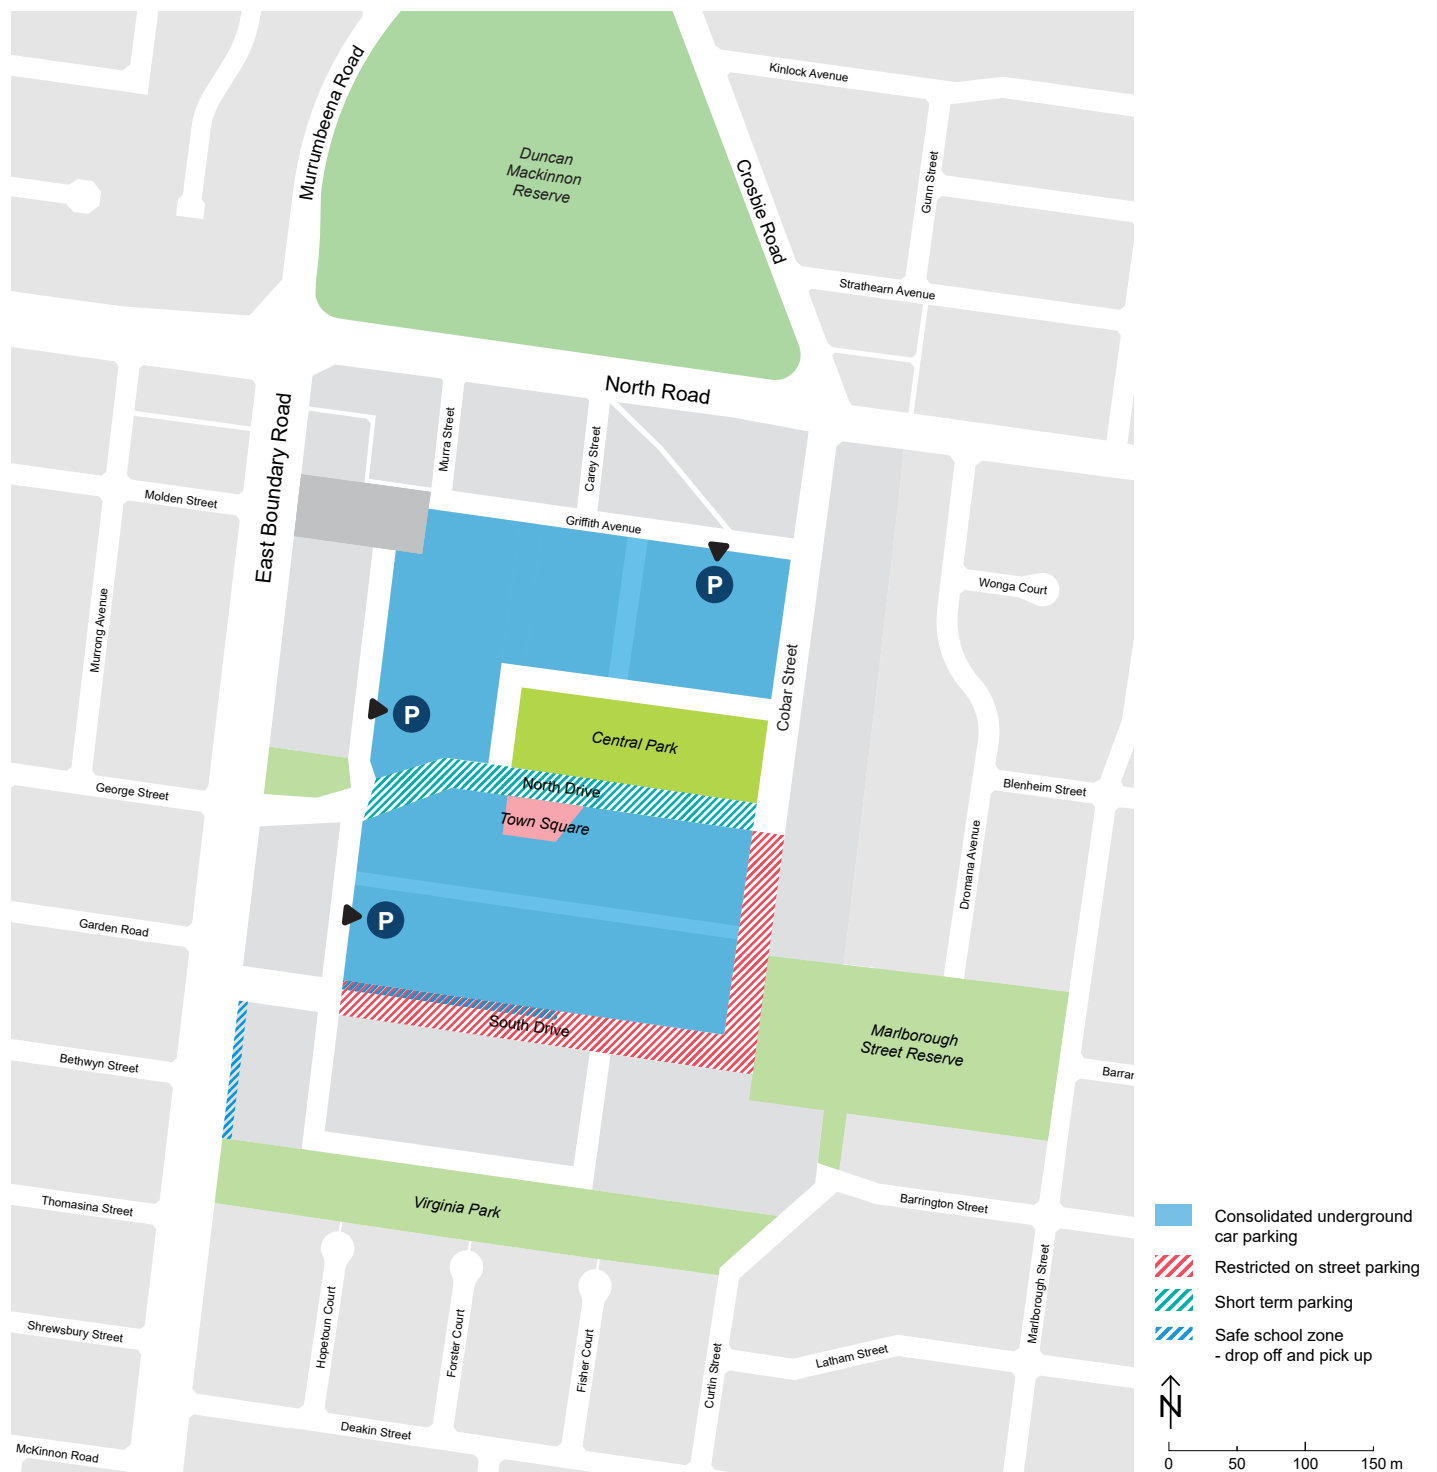 Murrumbeena Road
Kinlock Avenue
Duncan
Mackinnon
Reserve
Crosbie Road
Gunn Street
Strathearn Avenue
North Road
East Boundary Road
Murra Street
Carey Street
Molden Street
Griffith Avenue
P
Wonga Court
Murrong Avenue
Cobar Street
P
Central Park
North Drive
Town Square
George Street
Blenheim Street
Dromana Avenue
Garden Road
P
South Drive
Marlborough
Street Reserve
Bethwyn Street
Barrar
Virginia Park
Thomasina Street
Barrington Street
Marlborough Street
Hopetoun Court
Forster Court
Fisher Court
Curtin Street
Shrewsbury Street
Latham Street
Deakin Street
McKinnon Road
Consolidated underground
car parking
Restricted on street parking
Short term parking
Safe school zone
- drop off and pick up
N
0 50 100 150 m